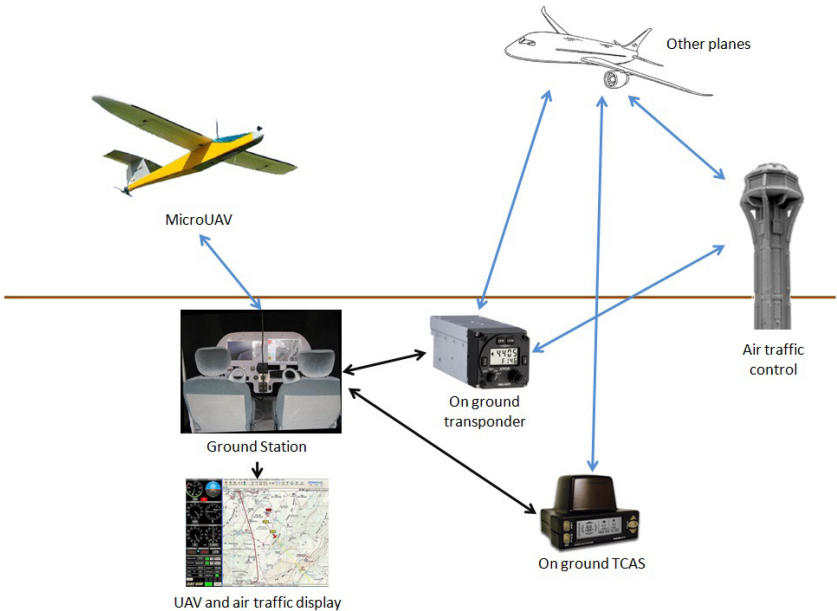 Other planes
MicroUAV
Air traffic
control
4405
On ground
transponder
Ground Station
On ground TCAS
UAV and air traffic display